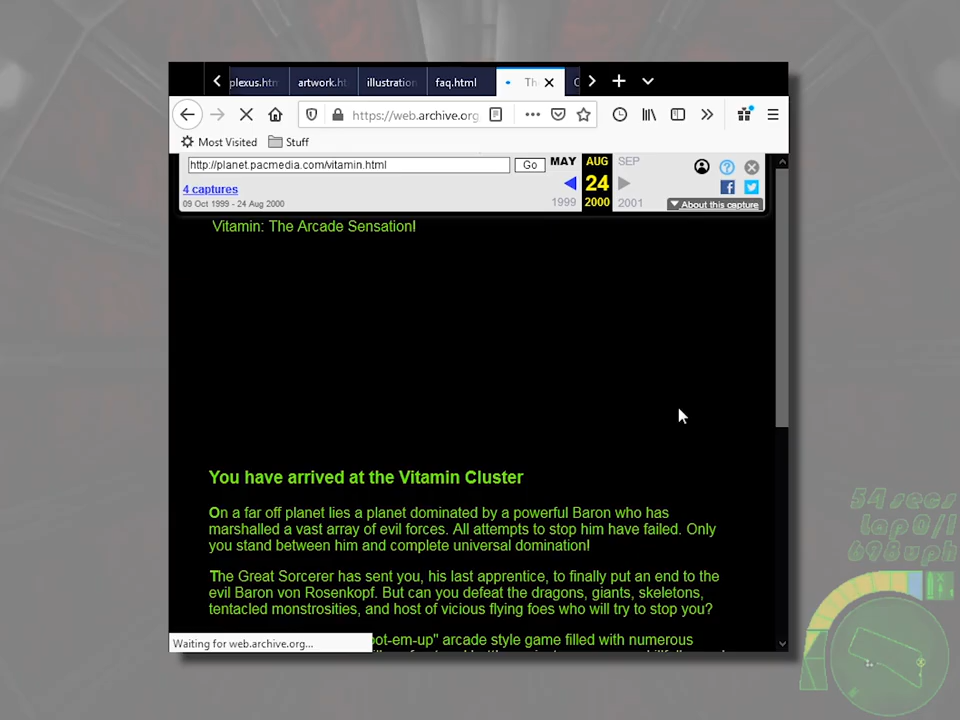 plexus.htm artwork.ht illustration faq.html Th
https://web.archive.org
Most Visited Stuff
http://planet.pacmedia.com/vitamin.html Go MAY AUG SEP
4 captures 24
09 Oct 1999 - 24 Aug 2000 1999 2000 2001 About this capture
Vitamin: The Arcade Sensation!
You have arrived at the Vitamin Cluster
On a far off planet lies a planet dominated by a powerful Baron who has
marshalled a vast array of evil forces. All attempts to stop him have failed. Only
you stand between him and complete universal domination!
The Great Sorcerer has sent you, his last apprentice, to finally put an end to the
evil Baron von Rosenkopf. But can you defeat the dragons, giants, skeletons,
tentacled monstrosities, and host of vicious flying foes who will try to stop you?
oot-em-up" arcade style game filled with numerous
Waiting for web.archive.org...
54 secs
lap 0/1
698 uph